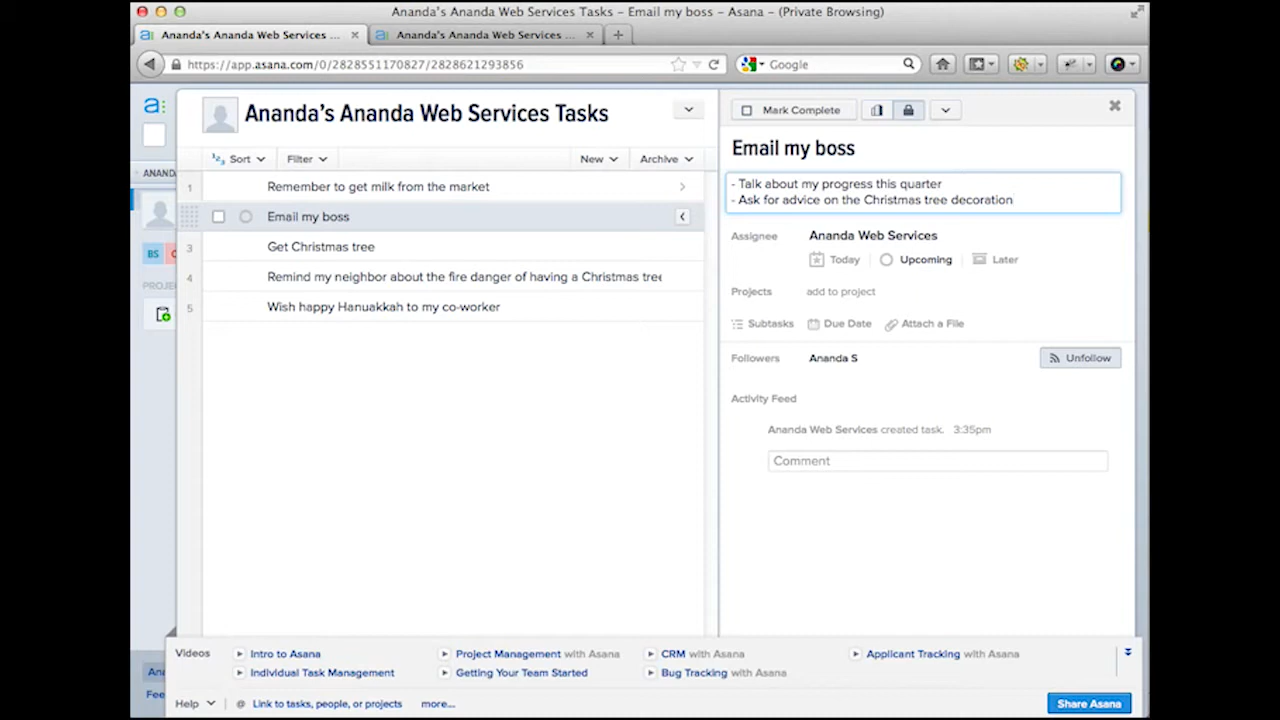 Ananda's Ananda Web Services Tasks – Email my boss – Asana – (Private Browsing)
Ananda's Ananda Web Services ...
Ananda's Ananda Web Services ...
https://app.asana.com/0/2828551170827/2828621293856
Google
a:
Ananda's Ananda Web Services Tasks
Mark Complete
Email my boss
Sort
Filter
New
Archive
ANAND
1 Remember to get milk from the market
Email my boss
3 Get Christmas tree
4 Remind my neighbor about the fire danger of having a Christmas tree
5 Wish happy Hanuakkah to my co-worker
BS
PROJE
- Talk about my progress this quarter
- Ask for advice on the Christmas tree decoration
Assignee Ananda Web Services
Today Upcoming Later
Projects add to project
Subtasks Due Date Attach a File
Followers Ananda S Unfollow
Activity Feed
Ananda Web Services created task. 3:35pm
Comment
Videos Intro to Asana Project Management with Asana CRM with Asana Applicant Tracking with Asana
Individual Task Management Getting Your Team Started Bug Tracking with Asana
Ana
Fee
Help @ Link to tasks, people, or projects more... Share Asana